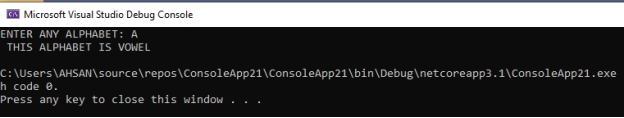 Microsoft Visual Studio Debug Console
ENTER ANY ALPHABET: A
THIS ALPHABET IS VOWEL
C:\Users\AHSAN\source\repos\ConsoleApp21\ConsoleApp21\bin\Debug\netcoreapp3.1\ConsoleApp21.exe
h code 0.
Press any key to close this window . . .